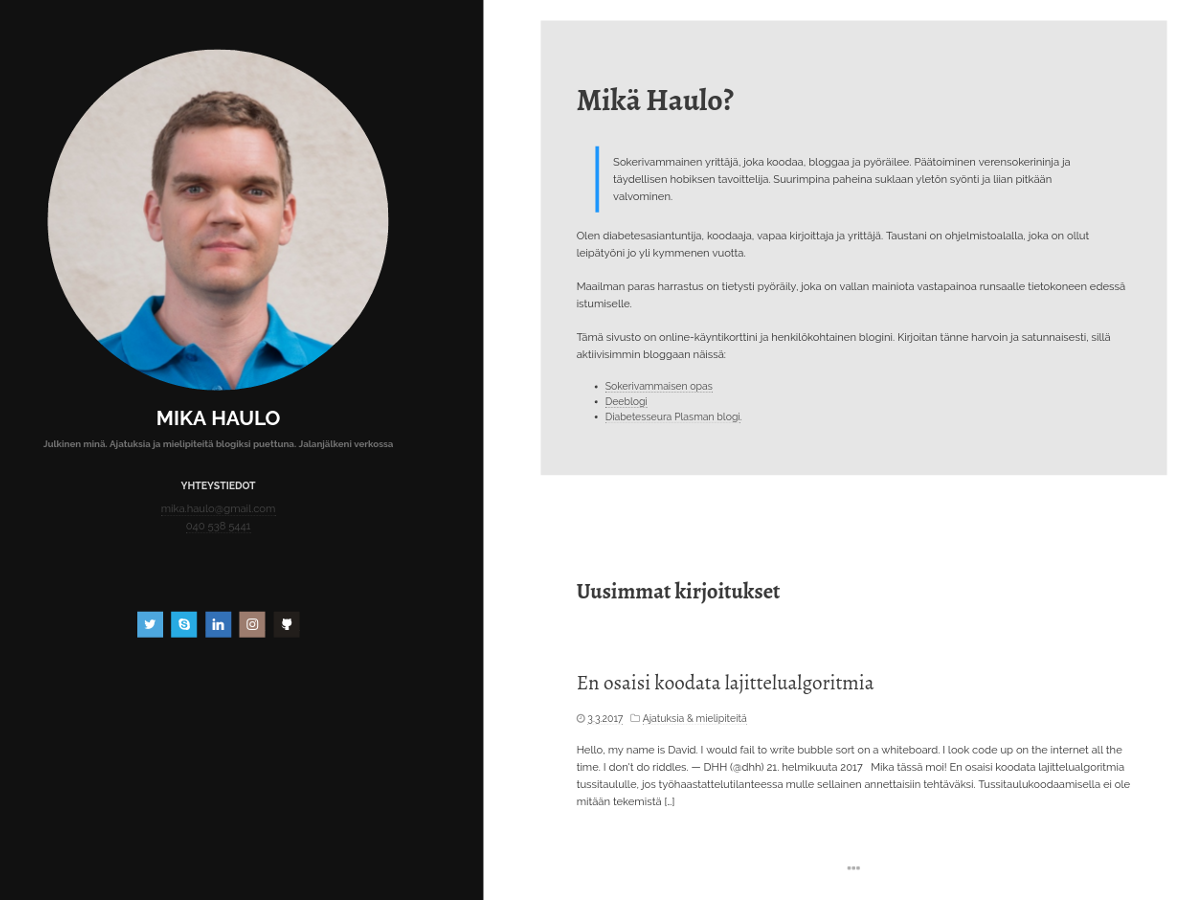 MIKA HAULO
Julkinen minä. Ajatuksia ja mielipiteitä blogiksi puettuna. Jalanjälkeni verkossa
YHTEYSTIEDOT
mika.haulo@gmail.com
040 538 5441
Mikä Haulo?
Sokerivammainen yrittäjä, joka koodaa, bloggaa ja pyöräilee. Päätoiminen verensokerininja ja
täydellisen hobiksen tavoittelija. Suurimpina paheina suklaan yletön syönti ja liian pitkään
valvominen.
Olen diabetesasiantuntija, koodaaja, vapaa kirjoittaja ja yrittäjä. Taustani on ohjelmistoalalla, joka on ollut
leipätyöni jo yli kymmenen vuotta.
Maailman paras harrastus on tietysti pyöräily, joka on vallan mainiota vastapainoa runsaalle tietokoneen edessä
istumiselle.
Tämä sivusto on online-käyntikorttini ja henkilökohtainen blogini. Kirjoitan tänne harvoin ja satunnaisesti, sillä
aktiivisimmin bloggaan näissä:
• Sokerivammaisen opas
• Deeblogi
• Diabetesseura Plasman blogi.
Uusimmat kirjoitukset
En osaisi koodata lajittelualgoritmia
3.3.2017 Ajatuksia & mielipiteitä
Hello, my name is David. I would fail to write bubble sort on a whiteboard. I look code up on the internet all the
time. I don't do riddles. — DHH (@dhh) 21. helmikuuta 2017 Mika tässä moi! En osaisi koodata lajittelualgoritmia
tussitaululle, jos työhaastattelutilanteessa mulle sellainen annettaisiin tehtäväksi. Tussitaulukoodaamisella ei ole
mitään tekemistä [...]